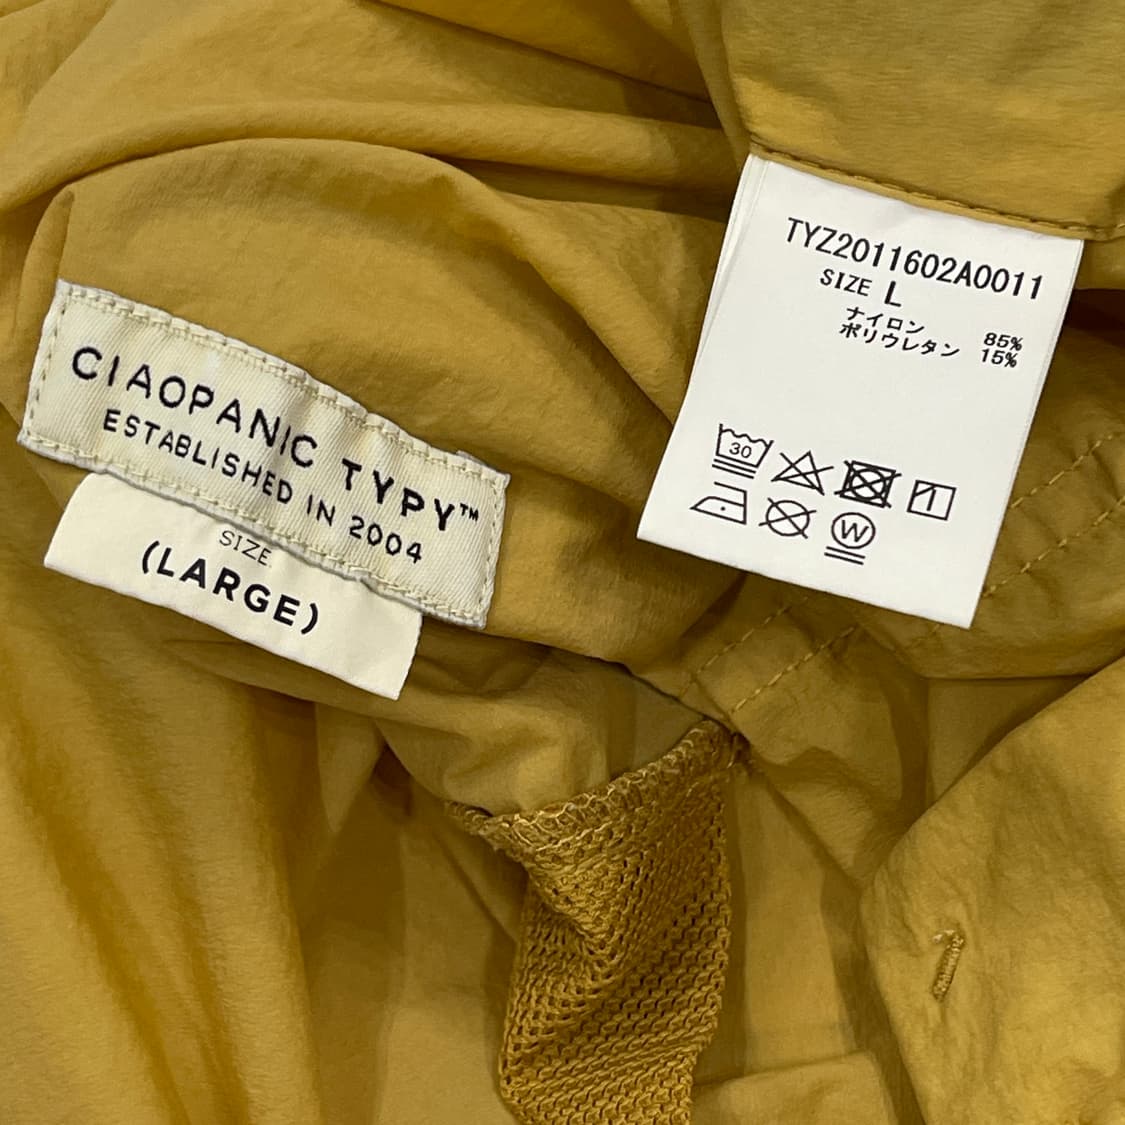 CIAOPANIC TYPY™
ESTABLISHED IN 2004
SIZE
(LARGE)
TYZ2011602A0011
SIZE L
ナイロン 85%
ポリウレタン 15%
30
W